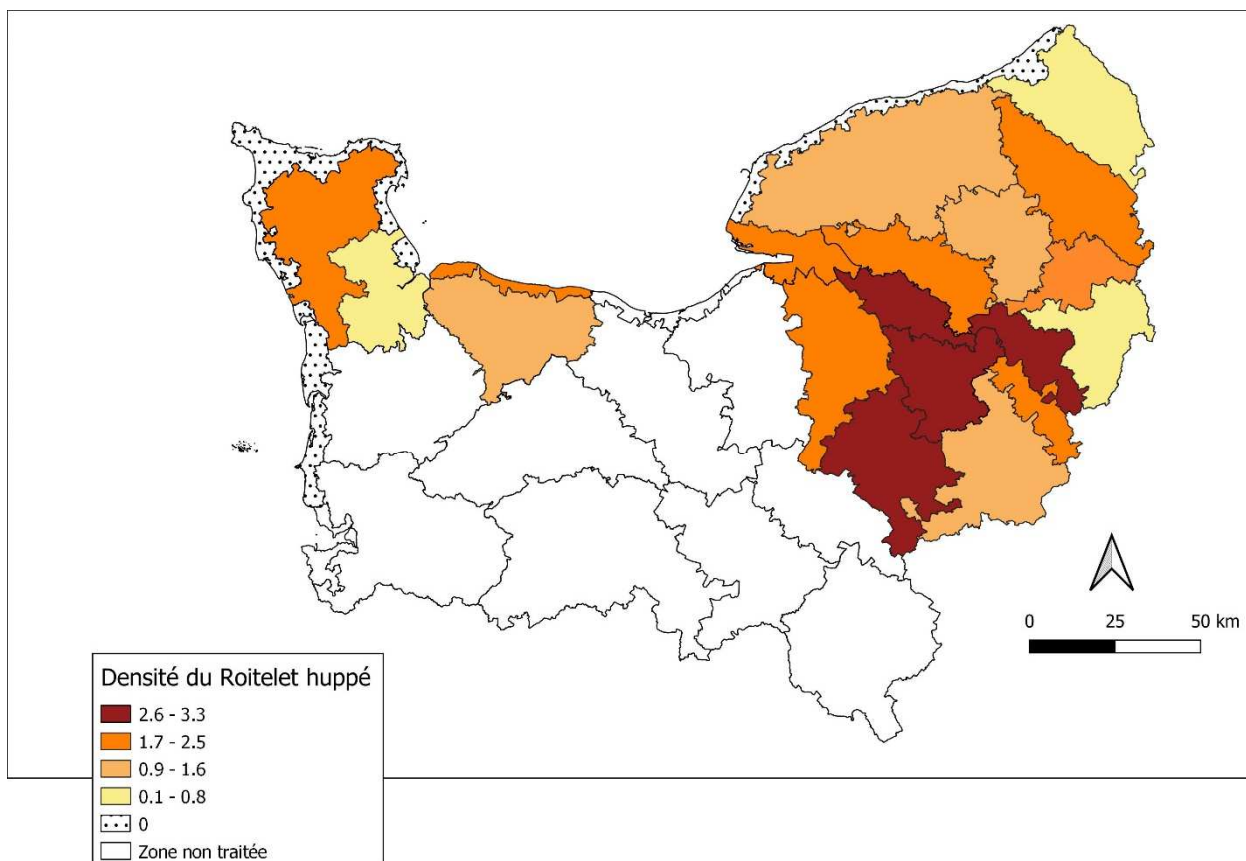 0 25 50 km
Densité du Roitelet huppé
2.6 - 3.3
1.7 - 2.5
0.9 - 1.6
0.1 - 0.8
0
Zone non traitée